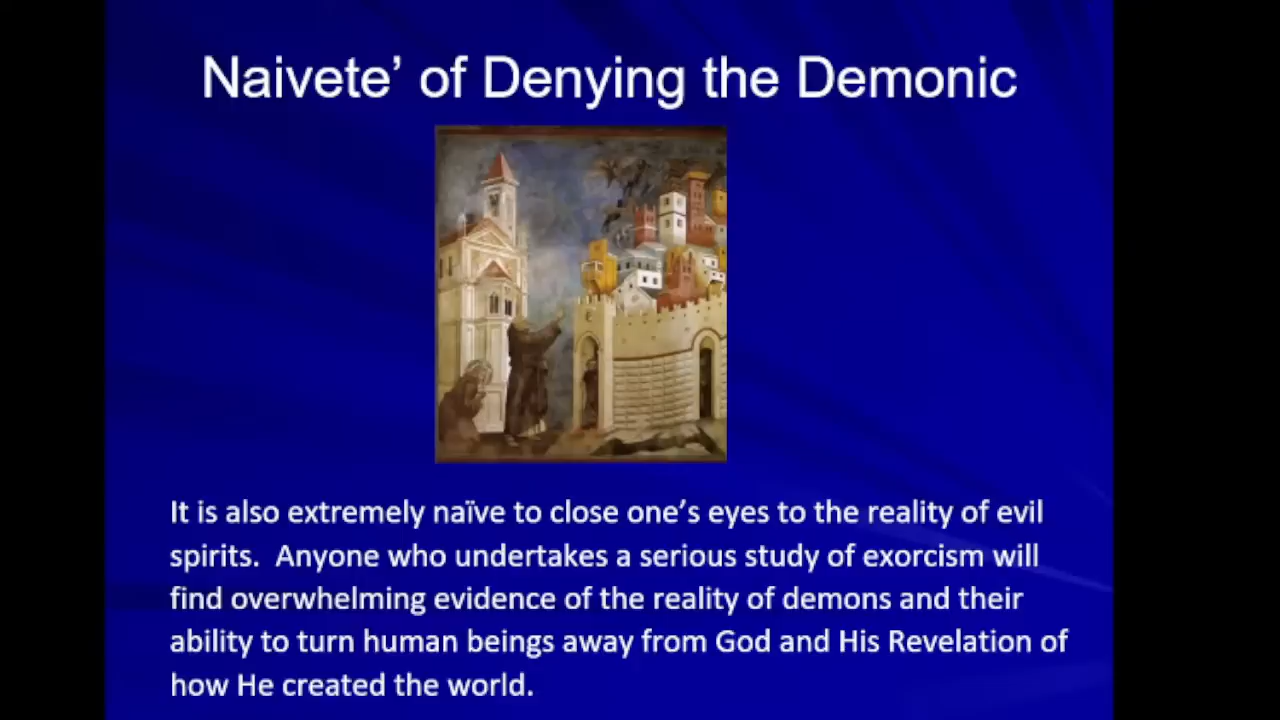 Naivete’ of Denying the Demonic
It is also extremely naïve to close one’s eyes to the reality of evil
spirits.  Anyone who undertakes a serious study of exorcism will
find overwhelming evidence of the reality of demons and their
ability to turn human beings away from God and His Revelation of
how He created the world.